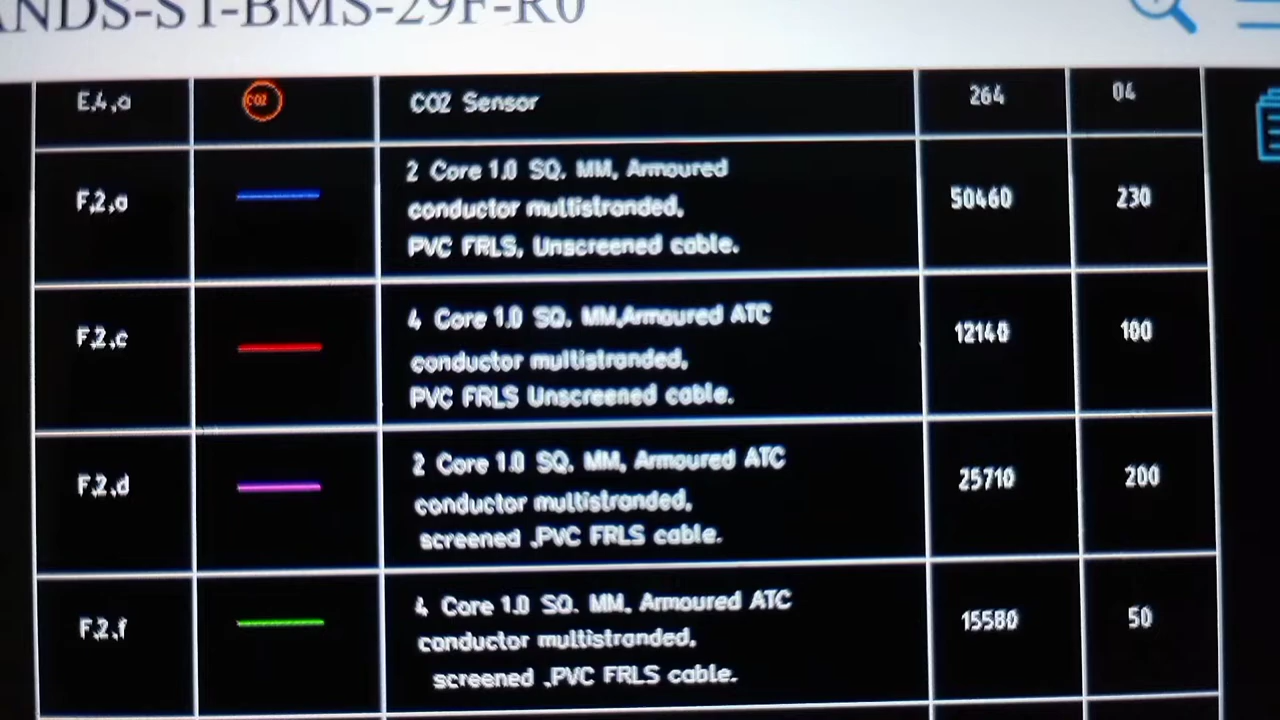 ANDS-ST-BMS-29F-R0
E.4.a
CO2
CO2 Sensor
264
04
F.2.a
2 Core 1.0 SQ. MM, Armoured
conductor multistranded,
PVC FRLS, Unscreened cable.
50460
230
F.2.c
4 Core 1.0 SQ. MM,Armoured ATC
conductor multistranded,
PVC FRLS Unscreened cable.
12140
100
F.2.d
2 Core 1.0 SQ. MM, Armoured ATC
conductor multistranded,
screened .PVC FRLS cable.
25710
200
F.2.f
4 Core 1.0 SQ. MM, Armoured ATC
conductor multistranded,
screened .PVC FRLS cable.
15580
50